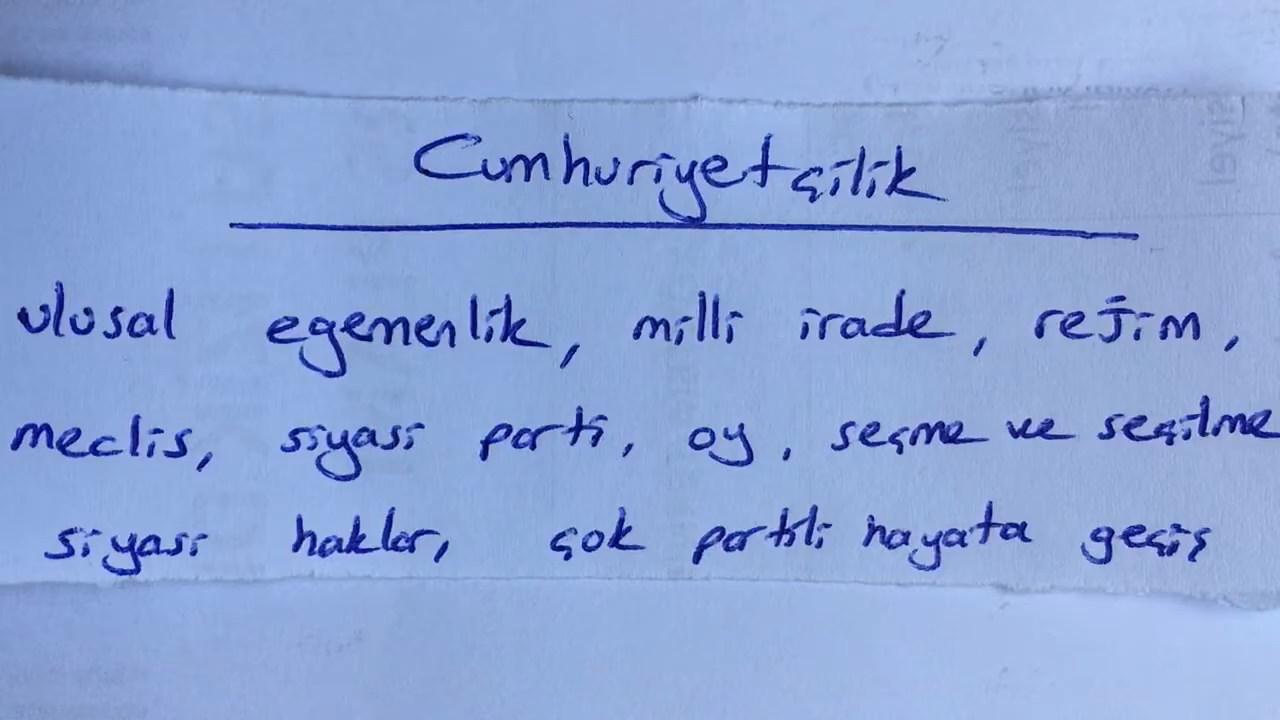 Cumhuriyetçilik
ulusal egemenlik, milli irade, rejim,
meclis, siyasi parti, oy, seçme ve seçilme
siyasi haklar, çok partili hayata geçiş